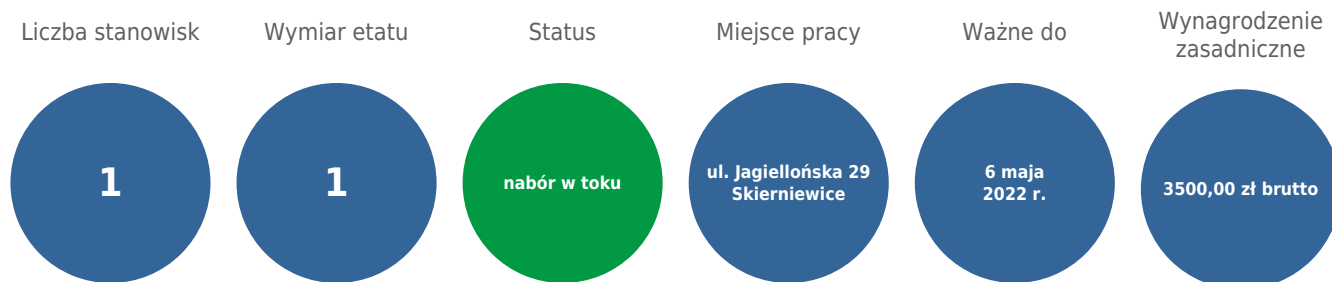 Liczba stanowisk
1
Wymiar etatu
1
Status
nabór w toku
Miejsce pracy
ul. Jagiellońska 29
Skierniewice
Ważne do
6 maja
2022 r.
Wynagrodzenie
zasadnicze
3500,00 zł brutto